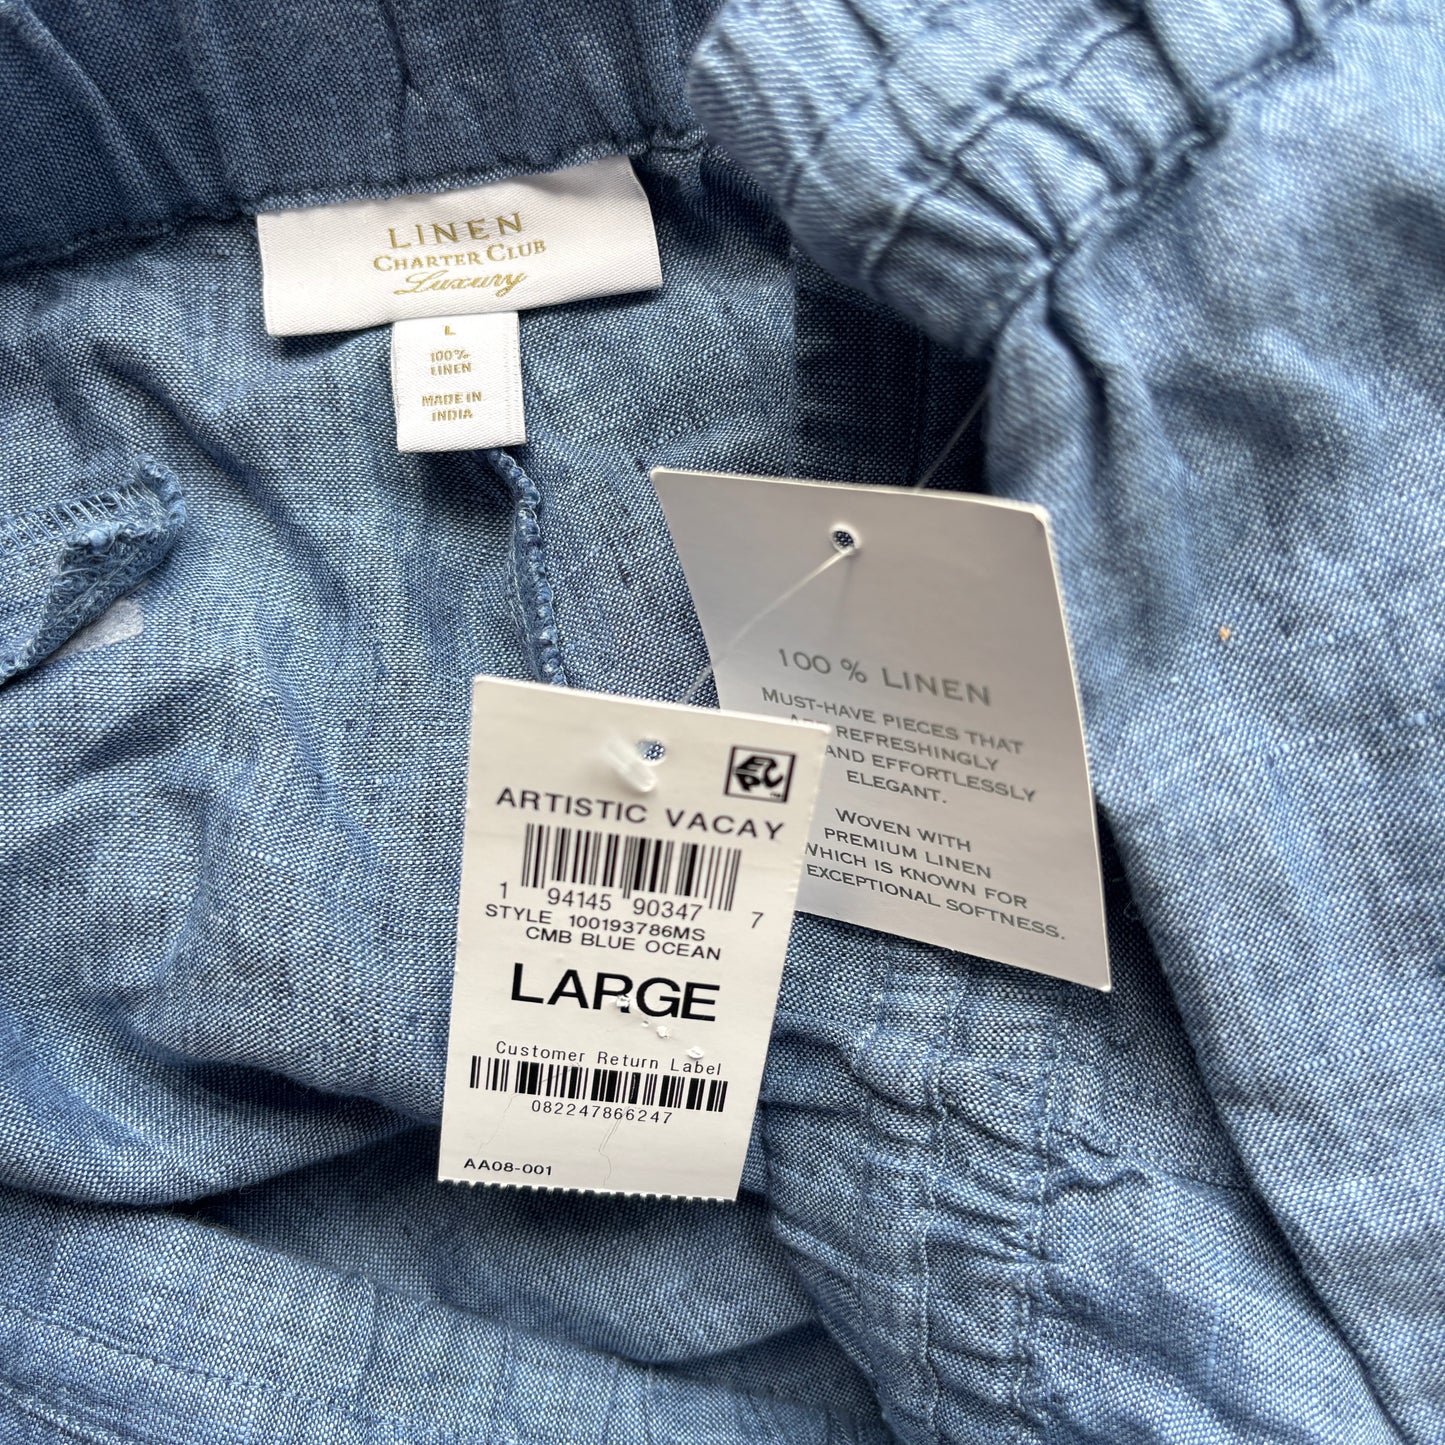 LINEN
CHARTER CLUB
Luxury
L
100%
LINEN
MADE IN
INDIA
100 % LINEN
MUST-HAVE PIECES THAT
REFRESHINGLY
AND EFFORTLESSLY
ELEGANT.
WOVEN WITH
PREMIUM LINEN
WHICH IS KNOWN FOR
EXCEPTIONAL SOFTNESS.
ARTISTIC VACAY
1 94145 90347 7
STYLE 100193786MS
CMB BLUE OCEAN
LARGE
Customer Return Label
082247866247
AA08-001